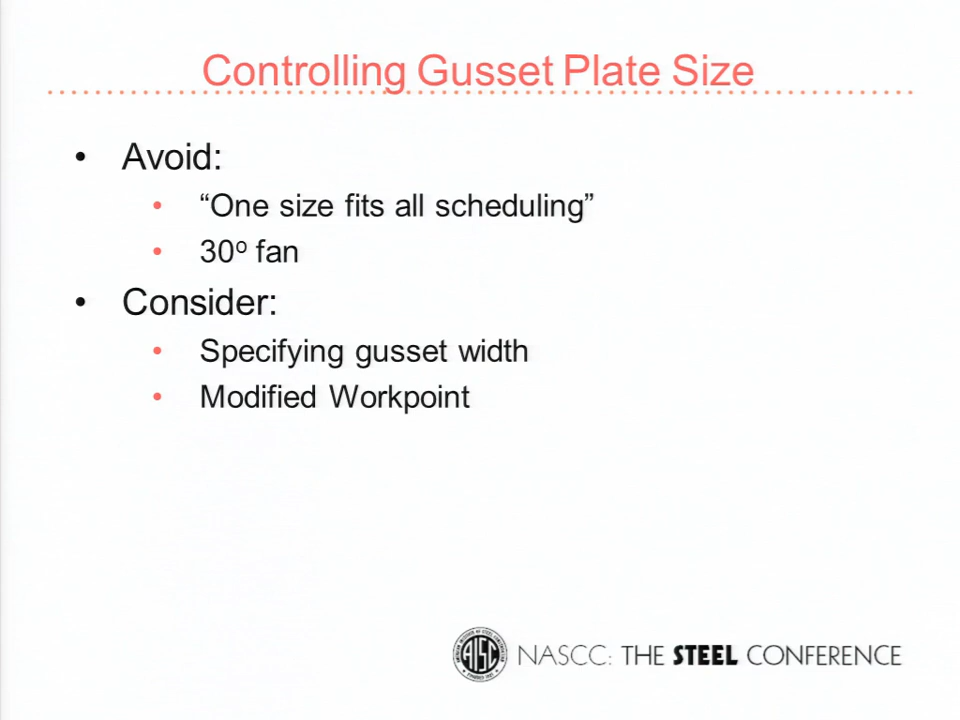 Controlling Gusset Plate Size
• Avoid:
• “One size fits all scheduling”
• 30º fan
• Consider:
• Specifying gusset width
• Modified Workpoint
AISC
NASCC: THE STEEL CONFERENCE